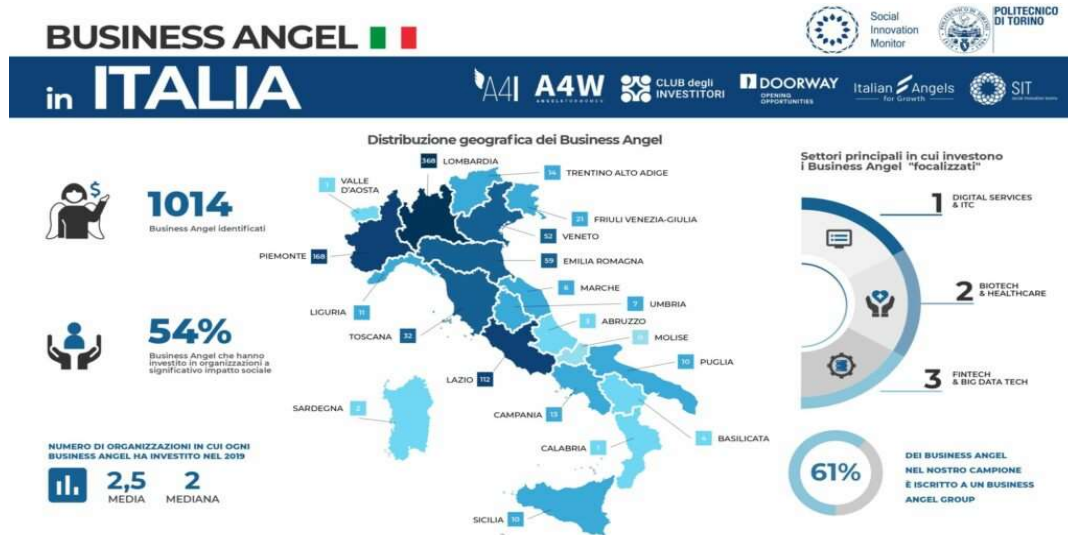 BUSINESS ANGEL
in ITALIA
Social
Innovation
Monitor
POLITECNICO
DI TORINO
A4I
A4W
CLUB degli
INVESTITORI
DOORWAY
OPENING
OPPORTUNITIES
Italian Angels
for Growth
SIT
1014
Business Angel identificati
54%
Business Angel che hanno
investito in organizzazioni a
significativo impatto sociale
NUMERO DI ORGANIZZAZIONI IN CUI OGNI
BUSINESS ANGEL HA INVESTITO NEL 2019
2,5
MEDIA
2
MEDIANA
Distribuzione geografica dei Business Angel
368 LOMBARDIA
VALLE
D'AOSTA
14 TRENTINO ALTO ADIGE
21 FRIULI VENEZIA-GIULIA
52 VENETO
PIEMONTE 168
59 EMILIA ROMAGNA
6 MARCHE
7 UMBRIA
LIGURIA 11
ABRUZZO
TOSCANA 32
MOLISE
10 PUGLIA
LAZIO 112
SARDEGNA 2
CAMPANIA 13
BASILICATA
CALABRIA 1
SICILIA 10
Settori principali in cui investono
i Business Angel "focalizzati"
1 DIGITAL SERVICES
& ITC
2 BIOTECH
& HEALTHCARE
3 FINTECH
& BIG DATA TECH
61%
DEI BUSINESS ANGEL
NEL NOSTRO CAMPIONE
È ISCRITTO A UN BUSINESS
ANGEL GROUP